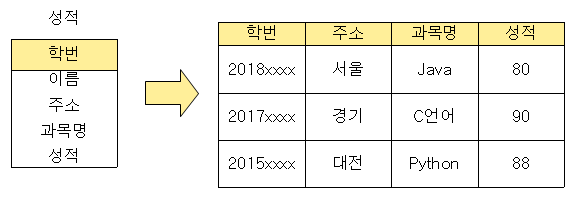 성적
학번
이름
주소
과목명
성적
학번 주소 과목명 성적
2018xxxx 서울 Java 80
2017xxxx 경기 C언어 90
2015xxxx 대전 Python 88